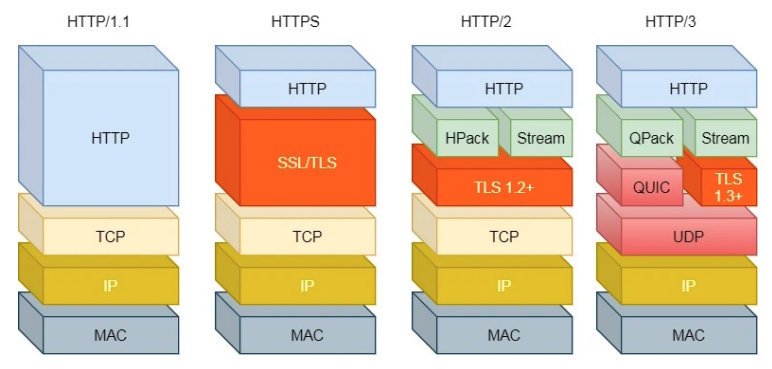 HTTP/1.1
HTTP
TCP
IP
MAC
HTTPS
HTTP
SSL/TLS
TCP
IP
MAC
HTTP/2
HTTP
HPack
Stream
TLS 1.2+
TCP
IP
MAC
HTTP/3
HTTP
QPack
Stream
QUIC
TLS
1.3+
UDP
IP
MAC